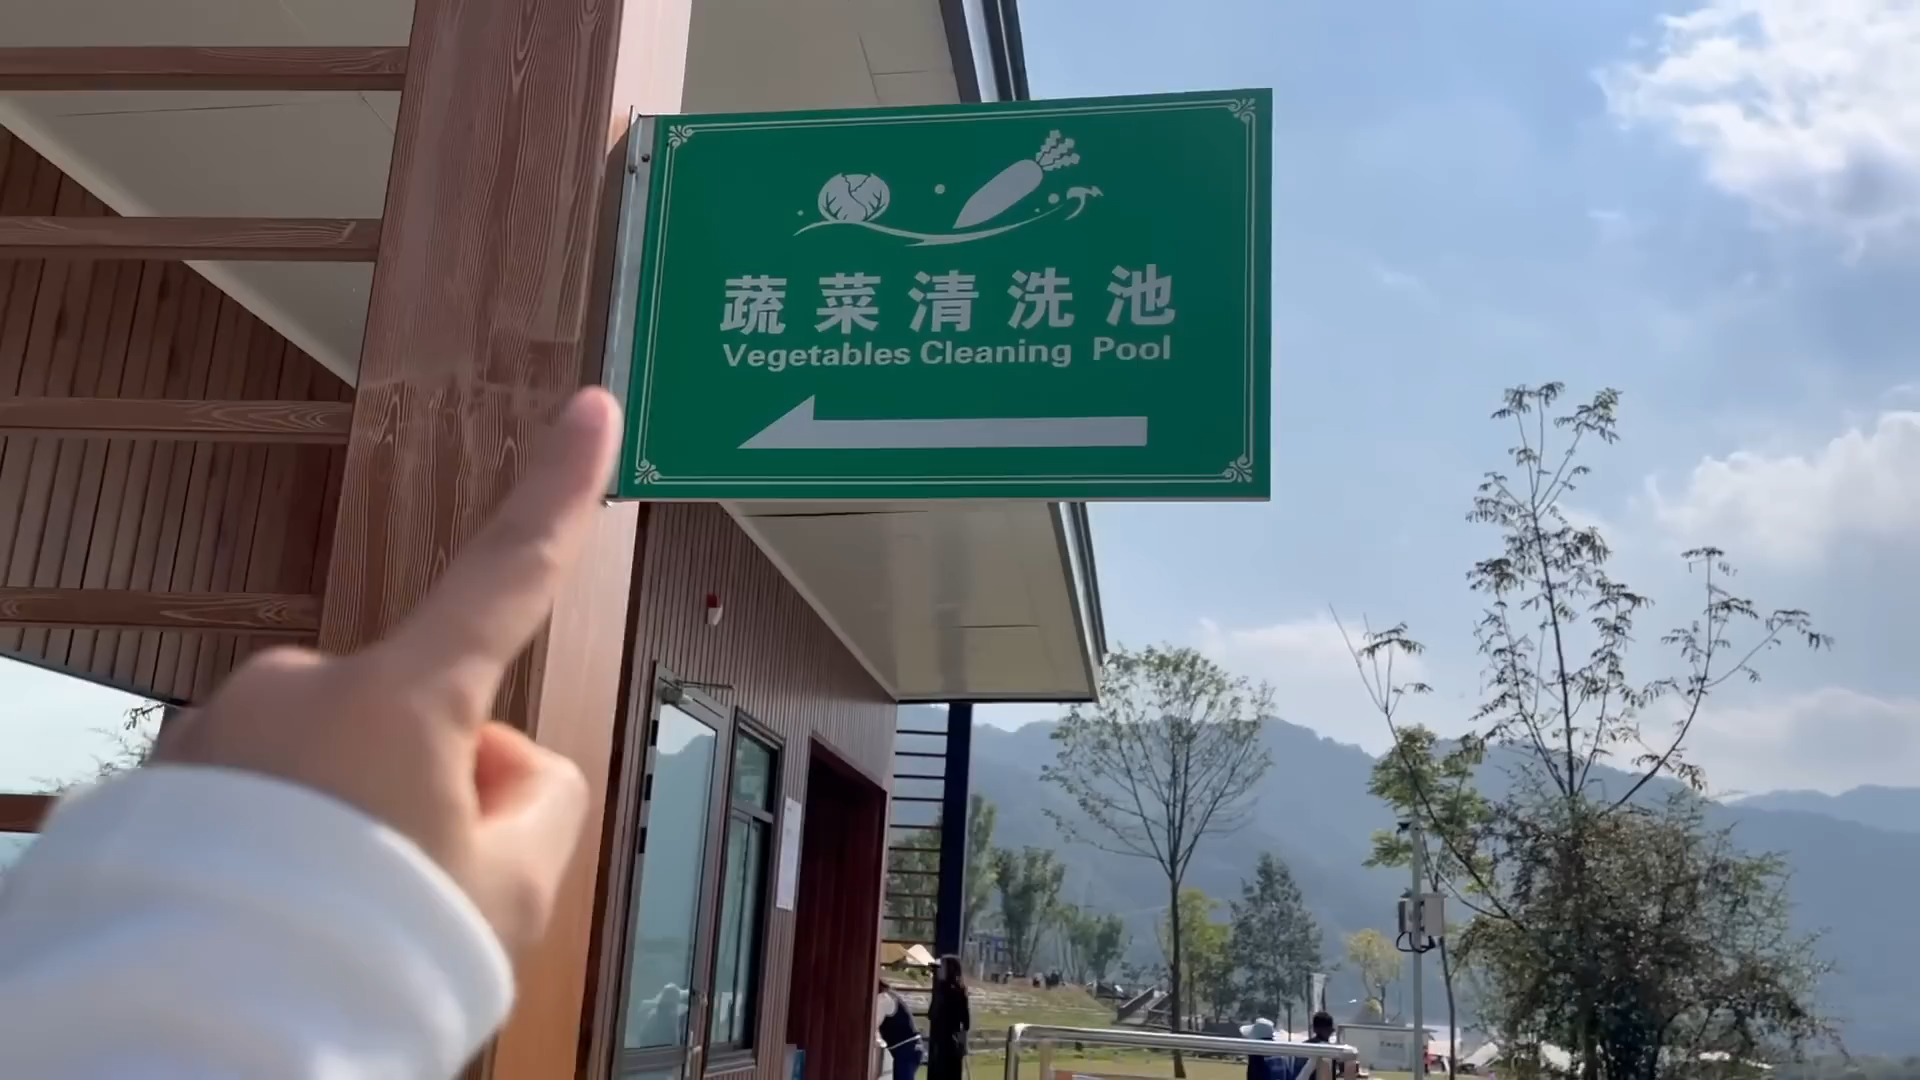 蔬菜清洗池
Vegetables Cleaning Pool